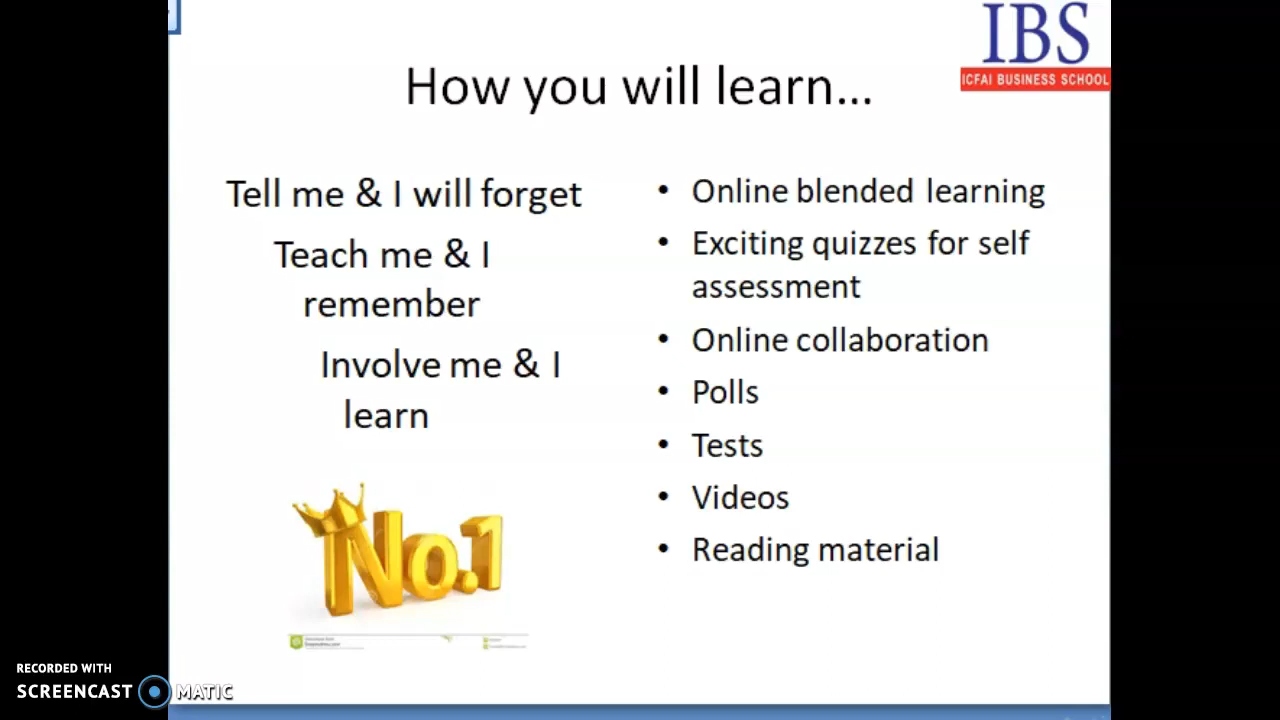 IBS
ICFAI BUSINESS SCHOOL
How you will learn...
Tell me & I will forget
Teach me & I
remember
Involve me & I
learn
No.1
• Online blended learning
• Exciting quizzes for self
assessment
• Online collaboration
• Polls
• Tests
• Videos
• Reading material
RECORDED WITH
SCREENCAST MATIC